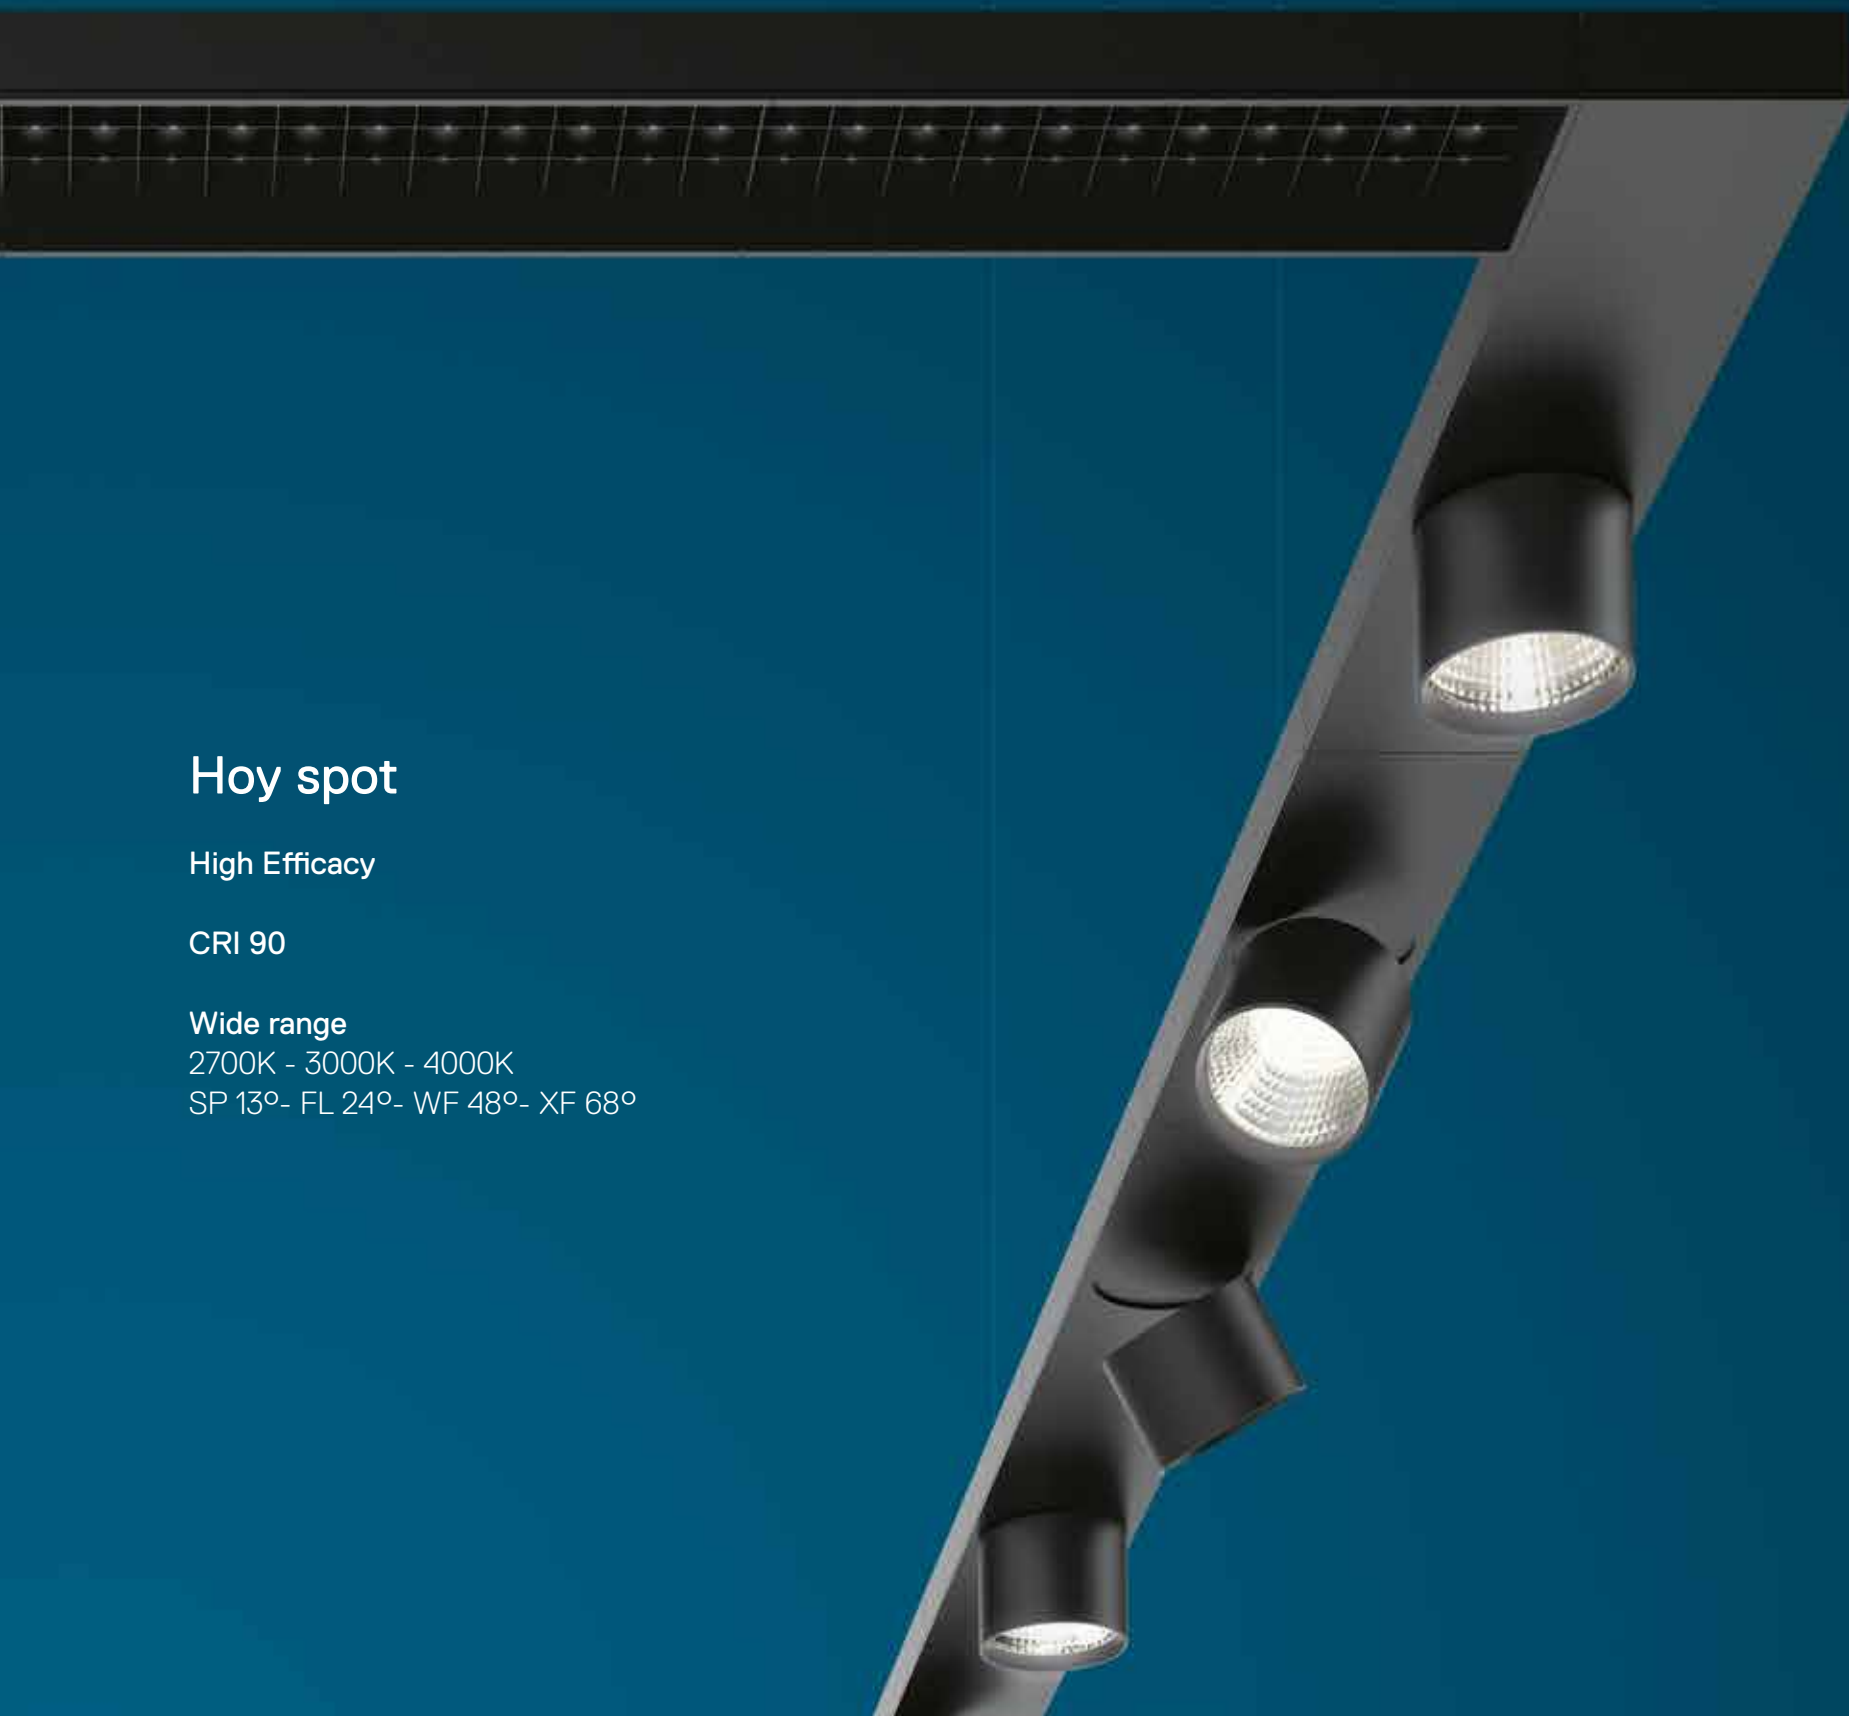 Hoy spot
High Efficacy
CRI 90
Wide range
2700K - 3000K - 4000K
SP 13º- FL 24º- WF 48º- XF 68º